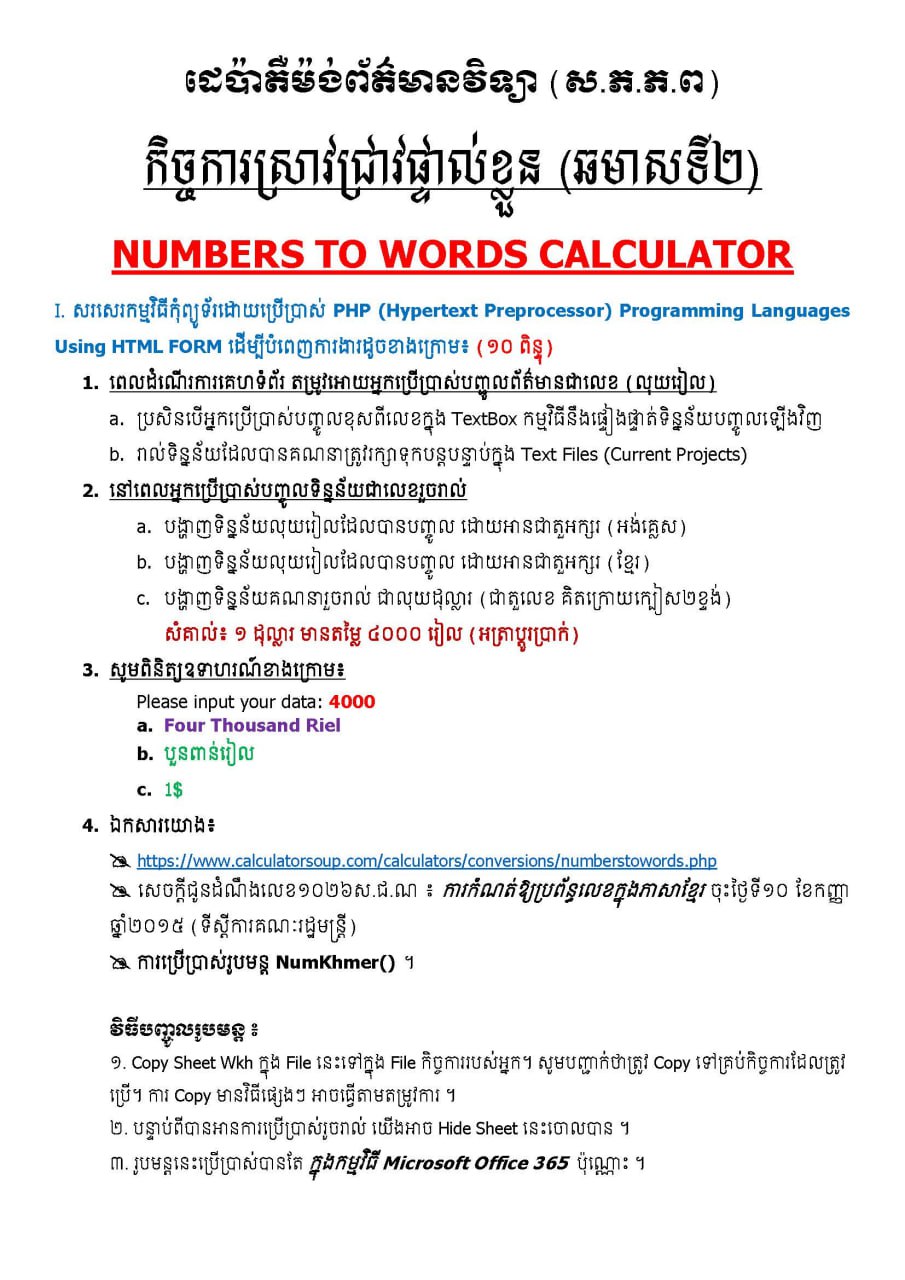 ដេប៉ាតឺម៉ង់ព័ត៌មានវិទ្យា (ស.ភ.ភ.ព)
កិច្ចការស្រាវជ្រាវផ្ទាល់ខ្លួន (ឆមាសទី២)
NUMBERS TO WORDS CALCULATOR
I. សរសេរកម្មវិធីកុំព្យូទ័រដោយប្រើប្រាស់ PHP (Hypertext Preprocessor) Programming Languages
Using HTML FORM ដើម្បីបំពេញការងារដូចខាងក្រោម៖ (១០ ពិន្ទុ)
1. ពេលដំណើរការគេហទំព័រ តម្រូវអោយអ្នកប្រើប្រាស់បញ្ចូលព័ត៌មានជាលេខ (លុយរៀល)
a. ប្រសិនបើអ្នកប្រើប្រាស់បញ្ចូលខុសពីលេខក្នុង TextBox កម្មវិធីនឹងផ្ទៀងផ្ទាត់ទិន្នន័យបញ្ចូលឡើងវិញ
b. រាល់ទិន្នន័យដែលបានគណនាត្រូវរក្សាទុកបន្តបន្ទាប់ក្នុង Text Files (Current Projects)
2. នៅពេលអ្នកប្រើប្រាស់បញ្ចូលទិន្នន័យជាលេខរួចរាល់
a. បង្ហាញទិន្នន័យលុយរៀលដែលបានបញ្ចូល ដោយអានជាតួអក្សរ (អង់គ្លេស)
b. បង្ហាញទិន្នន័យលុយរៀលដែលបានបញ្ចូល ដោយអានជាតួអក្សរ (ខ្មែរ)
c. បង្ហាញទិន្នន័យគណនារួចរាល់ ជាលុយដុល្លារ (ជាតួលេខ គិតក្រោយក្បៀស២ខ្ទង់)
សំគាល់៖ ១ ដុល្លារ មានតម្លៃ ៤០០០ រៀល (អត្រាប្តូរប្រាក់)
3. សូមពិនិត្យឧទាហរណ៍ខាងក្រោម៖
Please input your data: 4000
a. Four Thousand Riel
b. បួនពាន់រៀល
c. 1$
4. ឯកសារយោង៖
https://www.calculatorsoup.com/calculators/conversions/numberstowords.php
សេចក្តីជូនដំណឹងលេខ១០២៦ស.ជ.ណ ៖ ការកំណត់ឱ្យប្រព័ន្ធលេខក្នុងភាសាខ្មែរ ចុះថ្ងៃទី១០ ខែកញ្ញា
ឆ្នាំ២០១៥ (ទីស្តីការគណៈរដ្ឋមន្ត្រី)
ការប្រើប្រាស់រូបមន្ត NumKhmer() ។
វិធីបញ្ចូលរូបមន្ត ៖
១. Copy Sheet Wkh ក្នុង File នេះទៅក្នុង File កិច្ចការរបស់អ្នក។ សូមបញ្ជាក់ថាត្រូវ Copy ទៅគ្រប់កិច្ចការដែលត្រូវ
ប្រើ។ ការ Copy មានវិធីផ្សេងៗ អាចធ្វើតាមតម្រូវការ ។
២. បន្ទាប់ពីបានអានការប្រើប្រាស់រួចរាល់ យើងអាច Hide Sheet នេះចោលបាន ។
៣. រូបមន្តនេះប្រើប្រាស់បានតែ ក្នុងកម្មវិធី Microsoft Office 365 ប៉ុណ្ណោះ ។